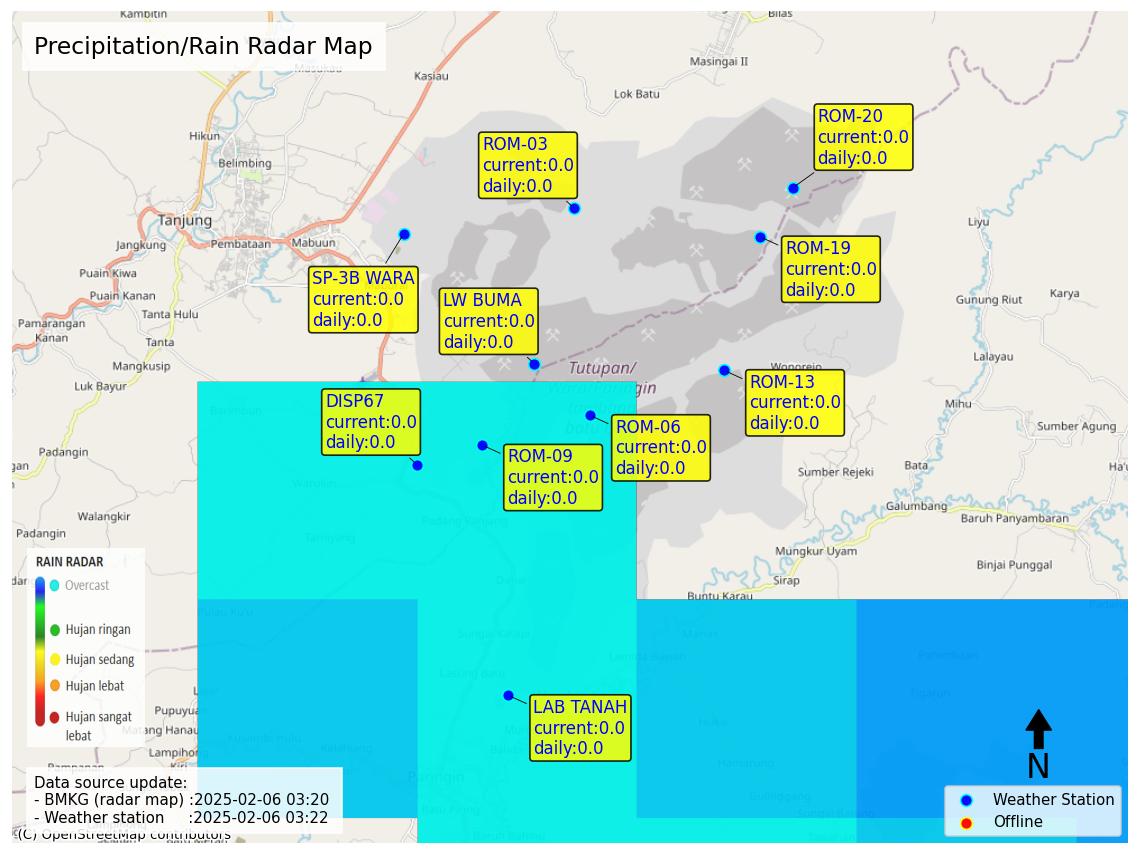 Kambitin
Bilas
Precipitation/Rain Radar Map
Masukau
Kasiau
Masingai II
Lok Batu
Hikun
Belimbing
ROM-03
current:0.0
daily:0.0
ROM-20
current:0.0
daily:0.0
Tanjung
Jangkung
Pembataan
Mabuun
Liyu
Puain Kiwa
Puain Kanan
Tanta Hulu
SP-3B WARA
current:0.0
daily:0.0
LW BUMA
current:0.0
daily:0.0
ROM-19
current:0.0
daily:0.0
Gunung Riut
Karya
Pamarangan
Kanan
Tanta
Mangkusip
Luk Bayur
Tutupan/
Wonorejo
Lalayau
Mihu
ROM-13
current:0.0
daily:0.0
DISP67
current:0.0
daily:0.0
ROM-06
current:0.0
daily:0.0
ROM-09
current:0.0
daily:0.0
Sumber Agung
Padangin
Sumber Rejeki
Bata
Ha'u
Galumbang
Baruh Panyambaran
Walangkir
Padangin
Padang Panjang
Mungkur Uyam
Binjai Punggal
Sirap
Buntu Karau
RAIN RADAR
Overcast
Hujan ringan
Hujan sedang
Hujan lebat
Hujan sangat
lebat
Pupuyuan
Matang Hanau
Lampihong
LAB TANAH
current:0.0
daily:0.0
Paringin
N
Data source update:
- BMKG (radar map) :2025-02-06 03:20
- Weather station :2025-02-06 03:22
(C) OpenStreetMap contributors
Weather Station
Offline